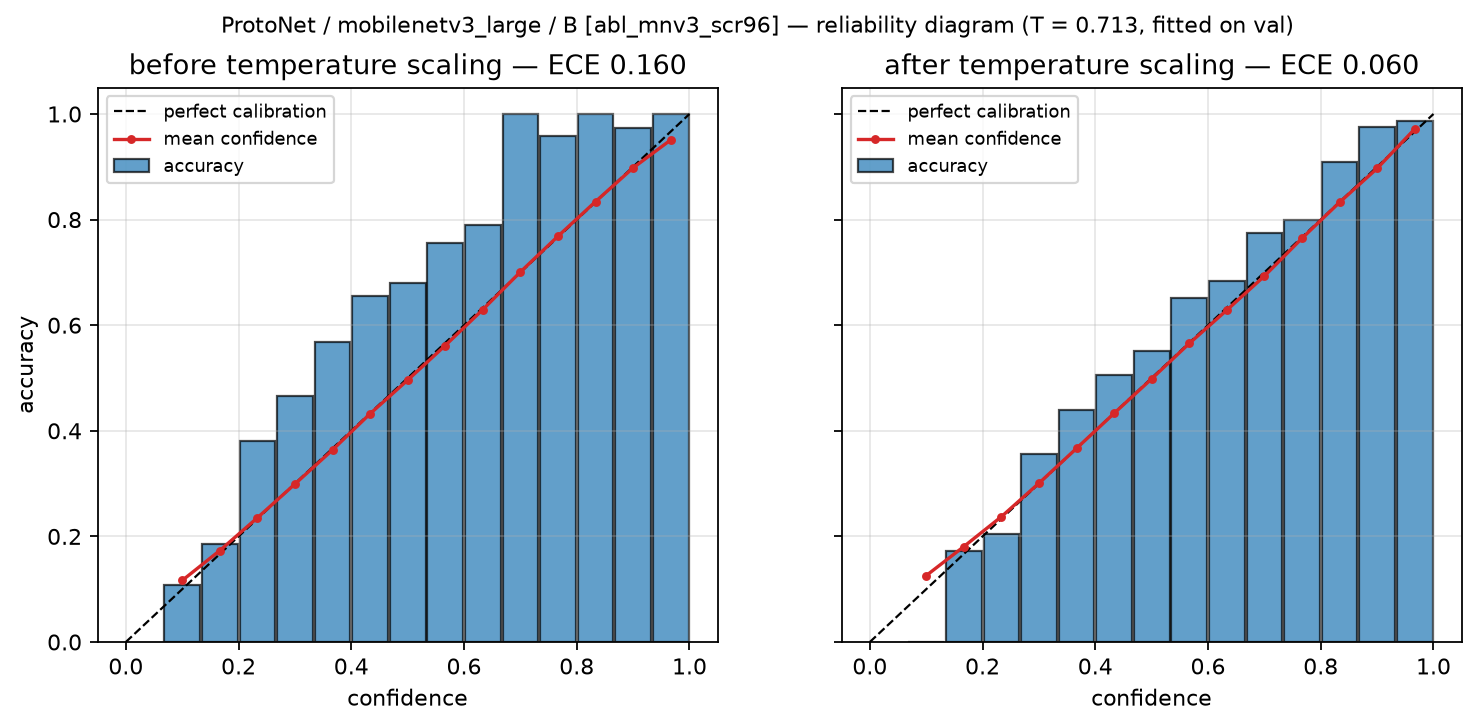 ProtoNet / mobilenetv3_large / B [abl_mnv3_scr96] — reliability diagram (T = 0.713, fitted on val)
before temperature scaling — ECE 0.160
perfect calibration
mean confidence
accuracy
1.0
0.8
0.6
0.4
0.2
0.0
accuracy
0.0 0.2 0.4 0.6 0.8 1.0
confidence
after temperature scaling — ECE 0.060
perfect calibration
mean confidence
accuracy
0.0 0.2 0.4 0.6 0.8 1.0
confidence